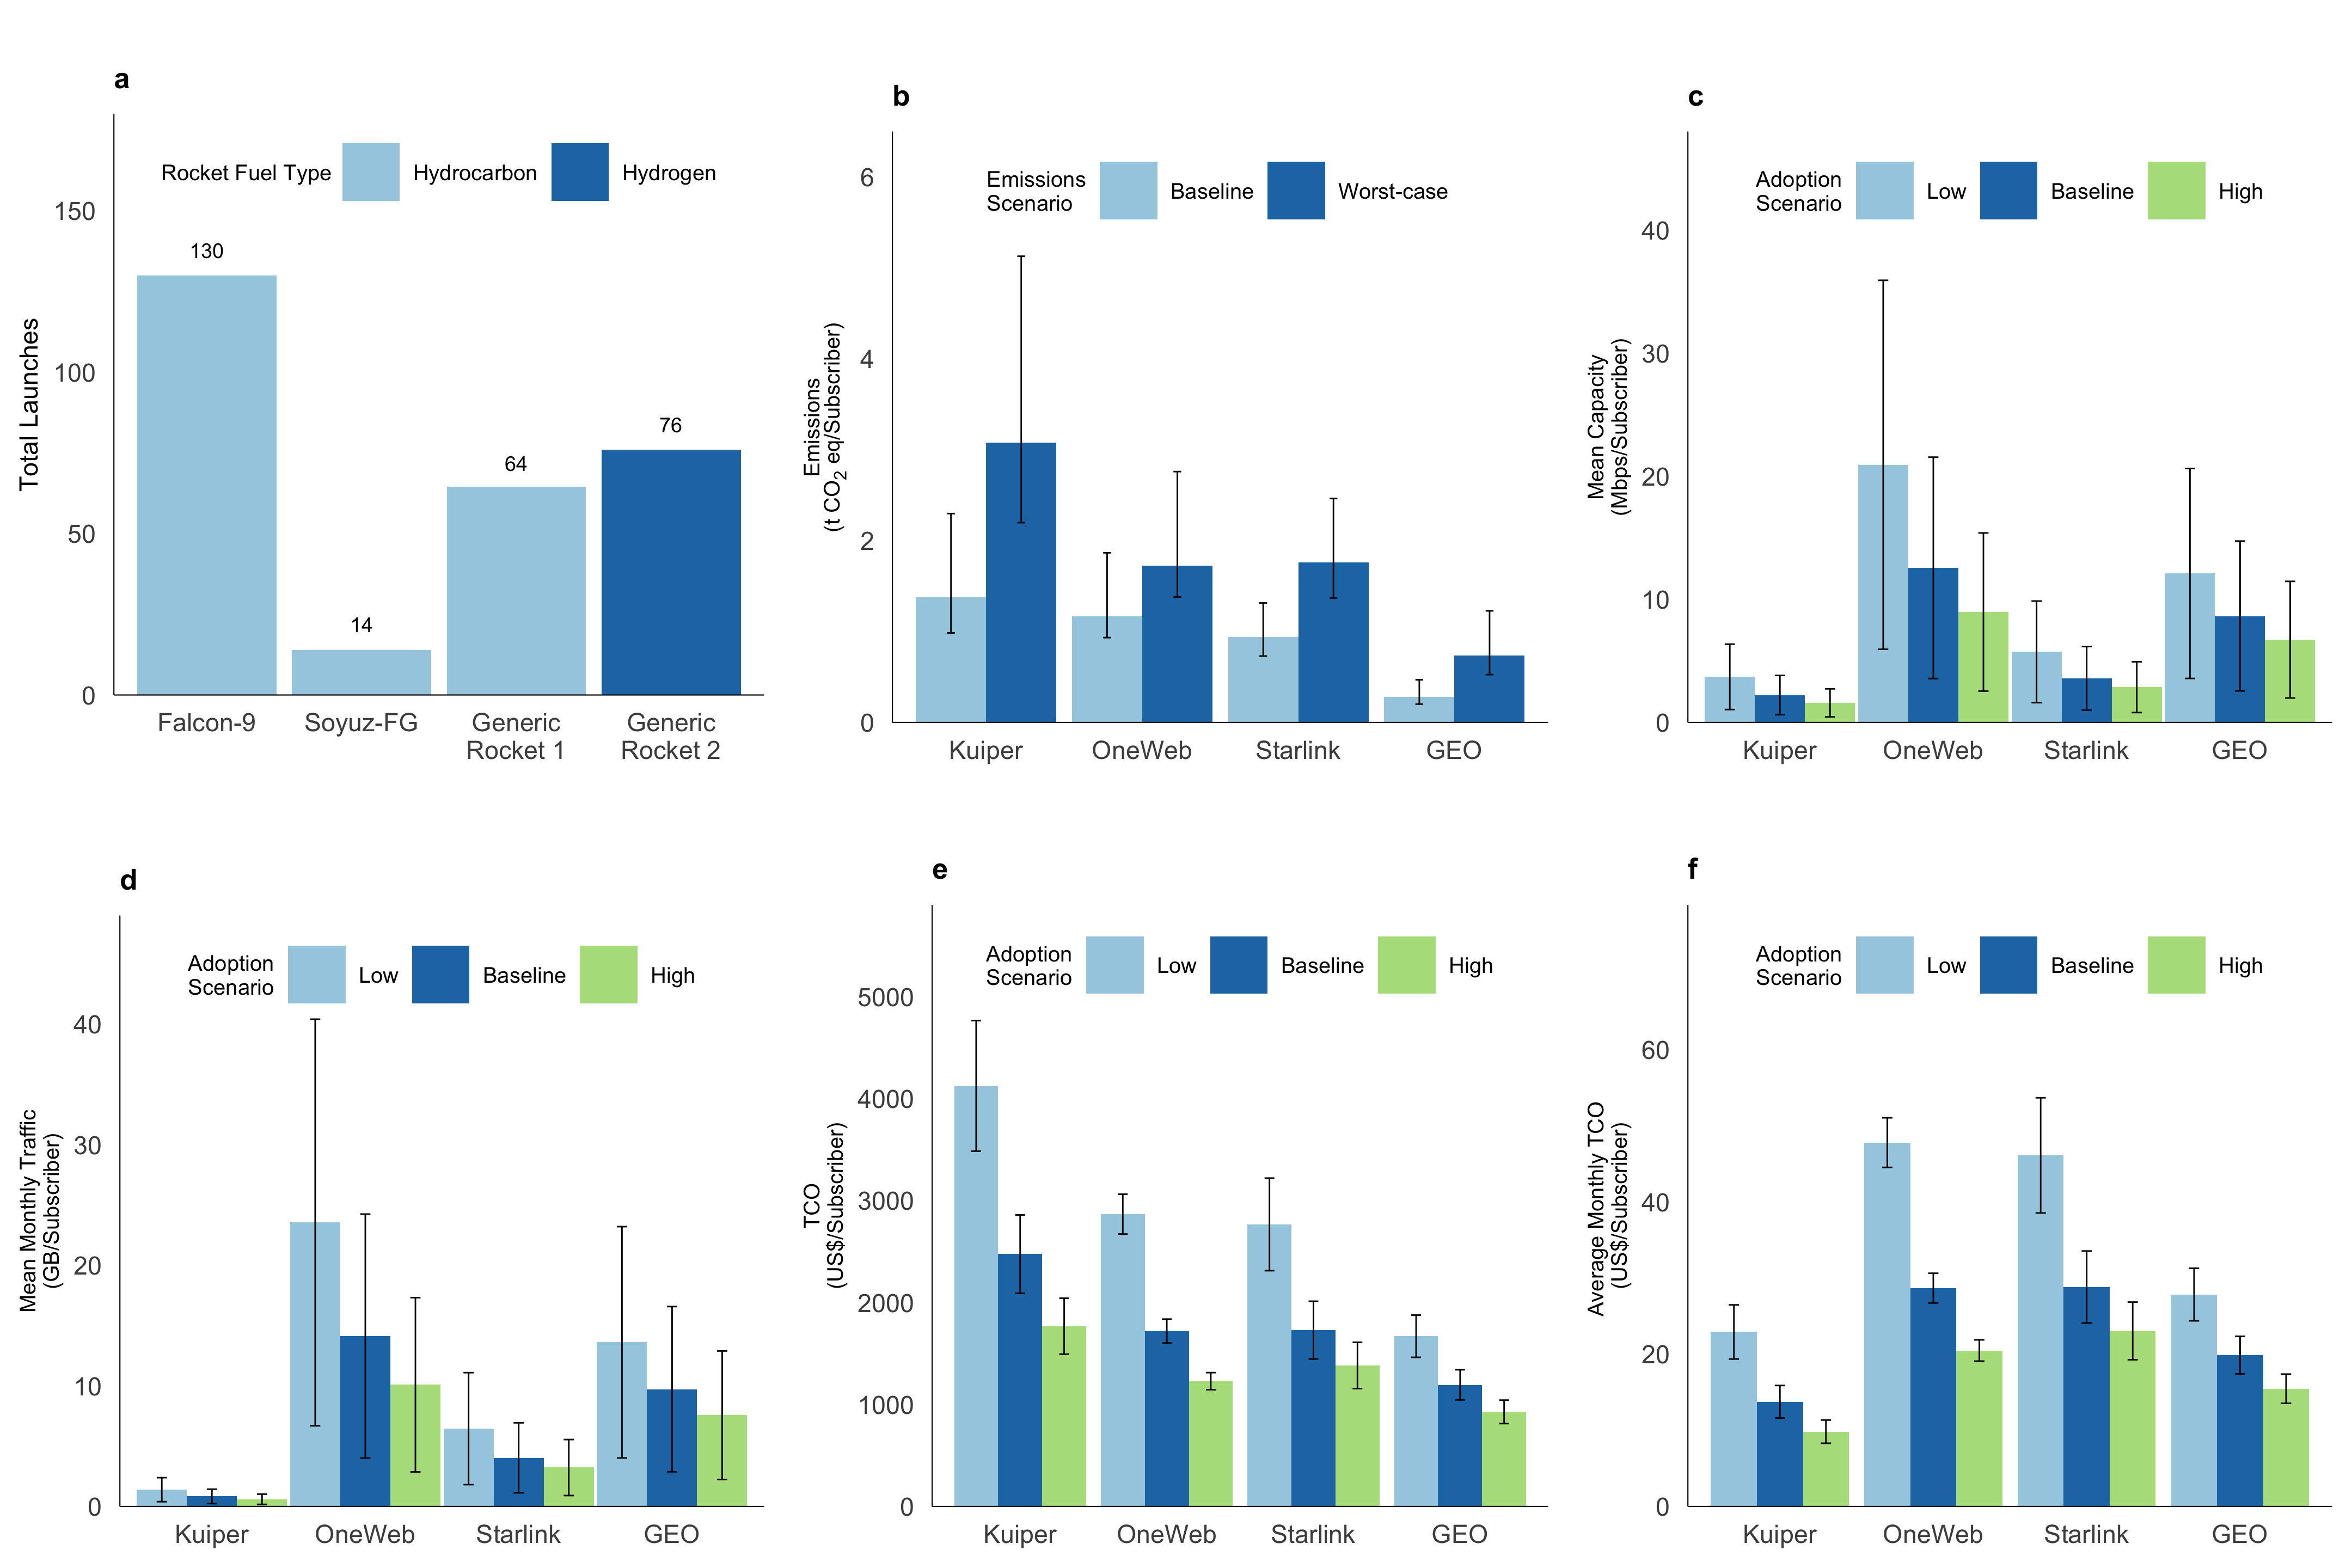 a
Rocket Fuel Type Hydrocarbon Hydrogen
Total Launches
150
100
50
0
130
14
64
76
Falcon-9 Soyuz-FG Generic Generic
Rocket 1 Rocket 2
b
Emissions
Scenario
Baseline Worst-case
Emissions
(t CO2 eq/Subscriber)
6
4
2
0
Kuiper OneWeb Starlink GEO
c
Adoption
Scenario
Low Baseline High
Mean Capacity
(Mbps/Subscriber)
40
30
20
10
0
Kuiper OneWeb Starlink GEO
d
Adoption
Scenario
Low Baseline High
Mean Monthly Traffic
(GB/Subscriber)
40
30
20
10
0
Kuiper OneWeb Starlink GEO
e
Adoption
Scenario
Low Baseline High
TCO
(US$/Subscriber)
5000
4000
3000
2000
1000
0
Kuiper OneWeb Starlink GEO
f
Adoption
Scenario
Low Baseline High
Average Monthly TCO
(US$/Subscriber)
60
40
20
0
Kuiper OneWeb Starlink GEO